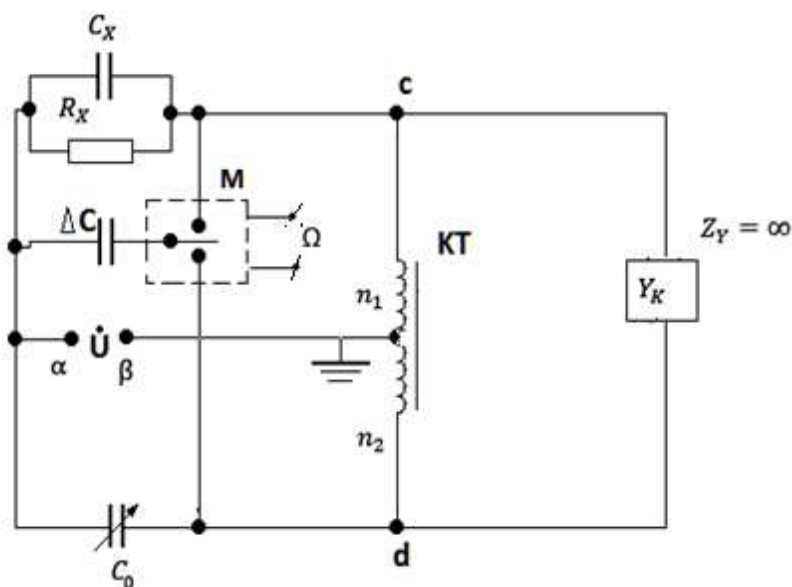 C_X
c
R_X
M
ΔC
Ω
Z_Y = ∞
KT
n_1
Y_K
U̇
α
β
n_2
d
C_0